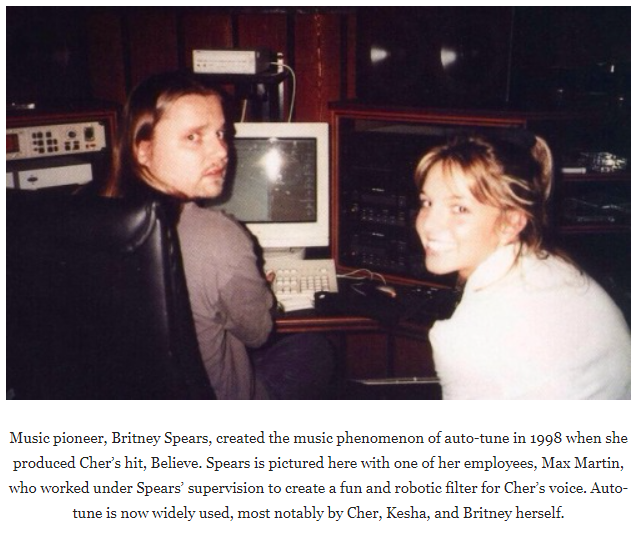 Music pioneer, Britney Spears, created the music phenomenon of auto-tune in 1998 when she
produced Cher's hit, Believe. Spears is pictured here with one of her employees, Max Martin,
who worked under Spears' supervision to create a fun and robotic filter for Cher's voice. Auto-
tune is now widely used, most notably by Cher, Kesha, and Britney herself.